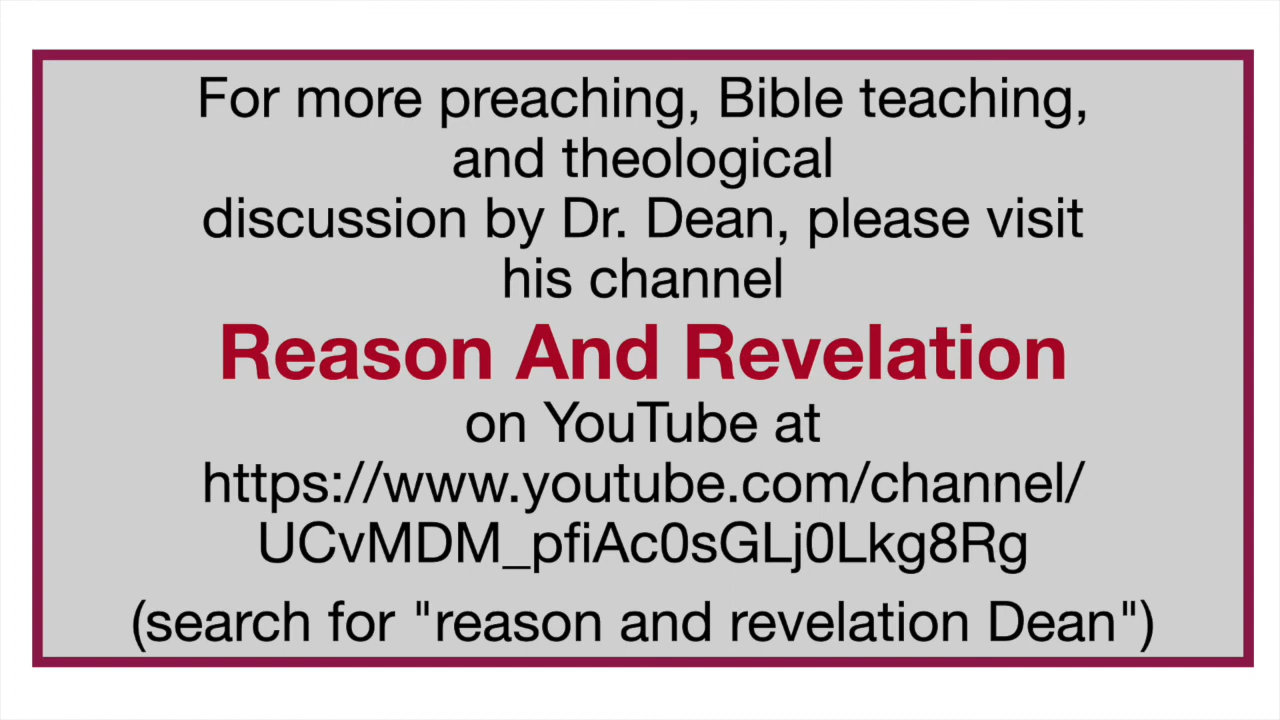 For more preaching, Bible teaching,
and theological
discussion by Dr. Dean, please visit
his channel
Reason And Revelation
on YouTube at
https://www.youtube.com/channel/
UCvMDM_pfiAc0sGLj0Lkg8Rg
(search for "reason and revelation Dean")